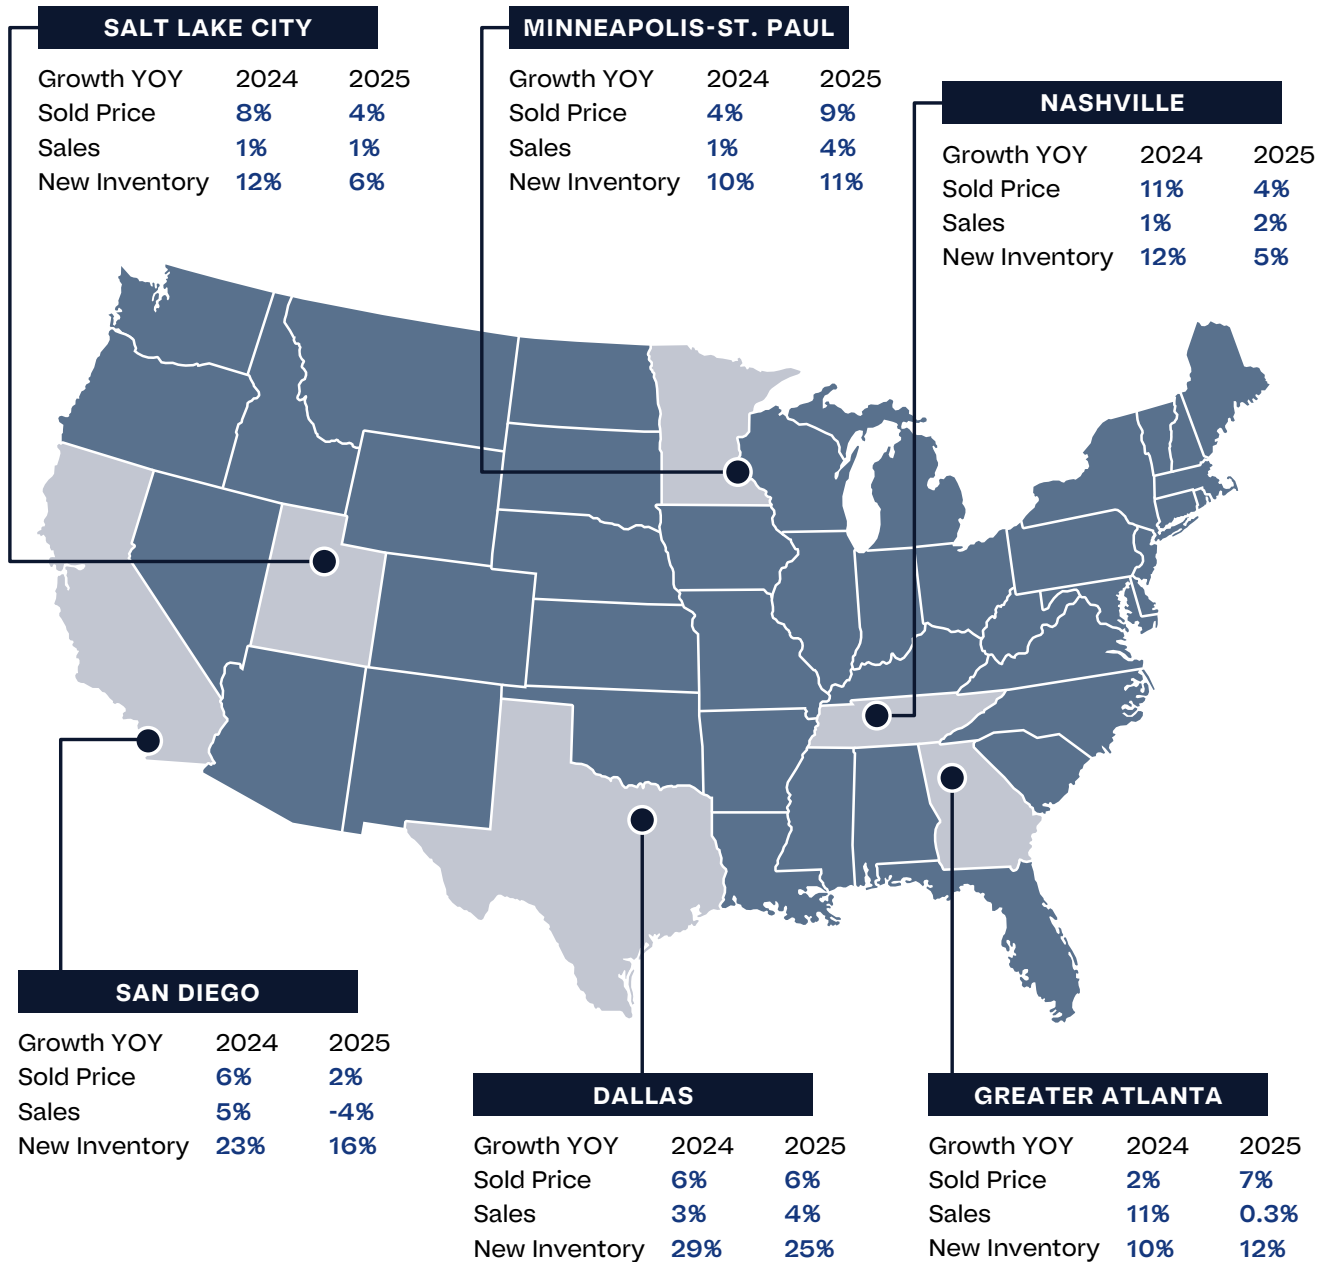 SALT LAKE CITY
Growth YOY 2024 2025
Sold Price 8% 4%
Sales 1% 1%
New Inventory 12% 6%
MINNEAPOLIS-ST. PAUL
Growth YOY 2024 2025
Sold Price 4% 9%
Sales 1% 4%
New Inventory 10% 11%
NASHVILLE
Growth YOY 2024 2025
Sold Price 11% 4%
Sales 1% 2%
New Inventory 12% 5%
SAN DIEGO
Growth YOY 2024 2025
Sold Price 6% 2%
Sales 5% -4%
New Inventory 23% 16%
DALLAS
Growth YOY 2024 2025
Sold Price 6% 6%
Sales 3% 4%
New Inventory 29% 25%
GREATER ATLANTA
Growth YOY 2024 2025
Sold Price 2% 7%
Sales 11% 0.3%
New Inventory 10% 12%